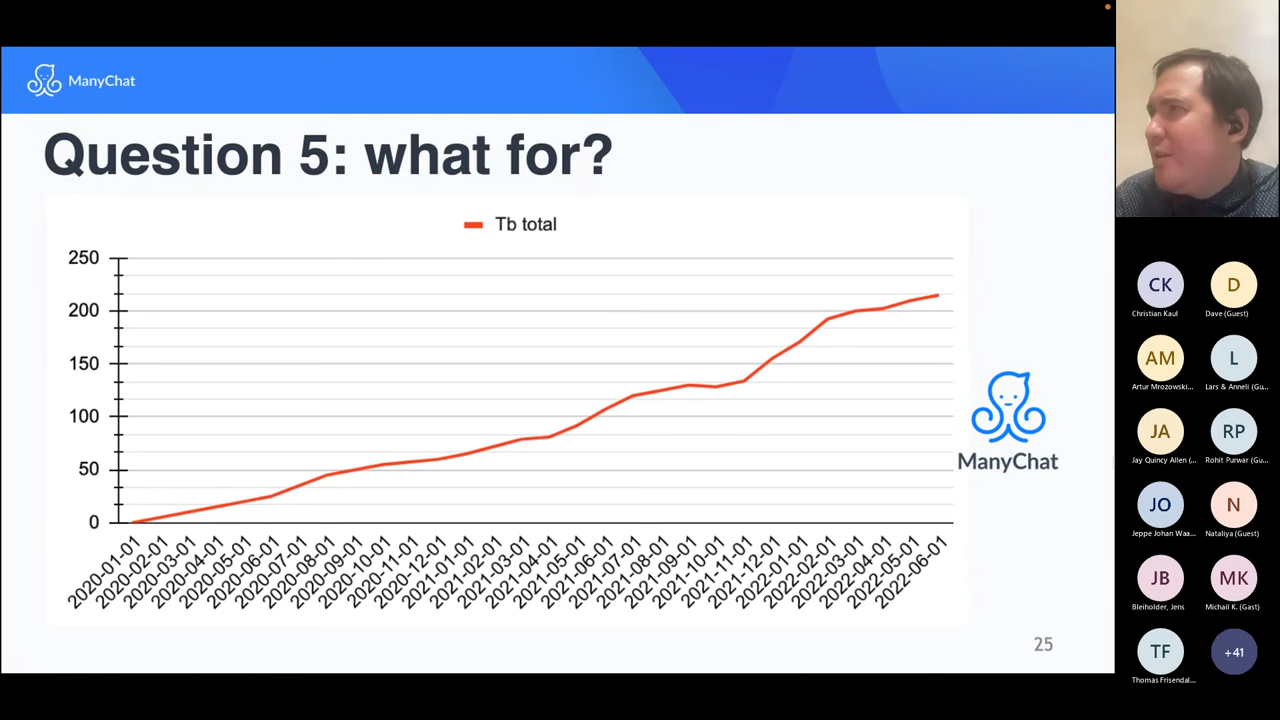 ManyChat
Question 5: what for?
Tb total
250
200
150
100
50
0
2020-01-01
2020-02-01
2020-03-01
2020-04-01
2020-05-01
2020-06-01
2020-07-01
2020-08-01
2020-09-01
2020-10-01
2020-11-01
2020-12-01
2021-01-01
2021-02-01
2021-03-01
2021-04-01
2021-05-01
2021-06-01
2021-07-01
2021-08-01
2021-09-01
2021-10-01
2021-11-01
2021-12-01
2022-01-01
2022-02-01
2022-03-01
2022-04-01
2022-05-01
2022-06-01
ManyChat
25
CK
Christian Kaul
D
Dave (Guest)
AM
Artur Mrozowski...
L
Lars & Anneli (Gu...
JA
Jay Quincy Allen (...
RP
Rohit Purwar (Gu...
JO
Jeppe Johan Waa...
N
Nataliya (Guest)
JB
Bleiholder, Jens
MK
Michail K. (Gast)
TF
Thomas Frisendal...
+41